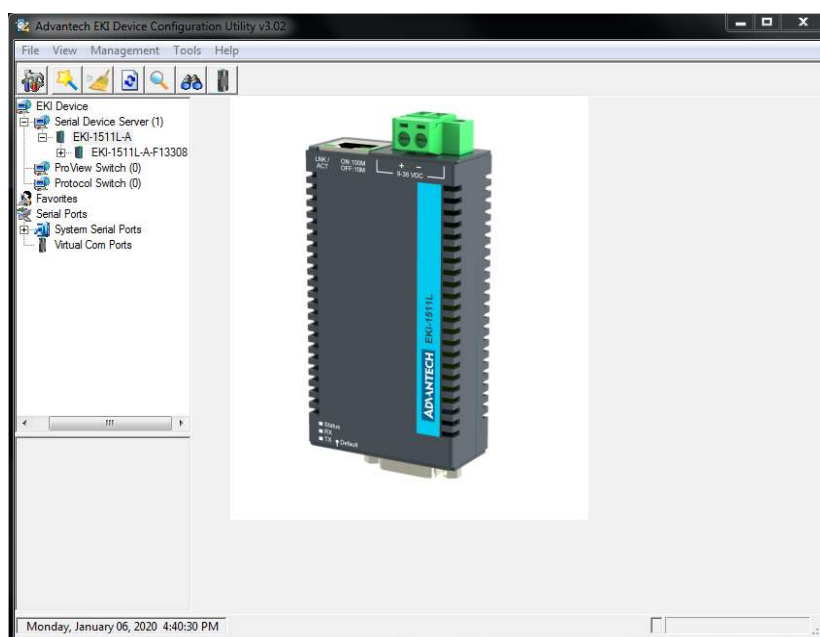 Advantech EKI Device Configuration Utility v3.02
File View Management Tools Help
EKI Device
Serial Device Server (1)
EKI-1511L-A
EKI-1511L-A-F13308
ProView Switch (0)
Protocol Switch (0)
Favorites
Serial Ports
System Serial Ports
Virtual Com Ports
LNK/ ON:100M + -
ACT OFF:10M 9-36 VDC
ADVANTECH EKI-1511L
Status
RX
TX Default
Monday, January 06, 2020 4:40:30 PM